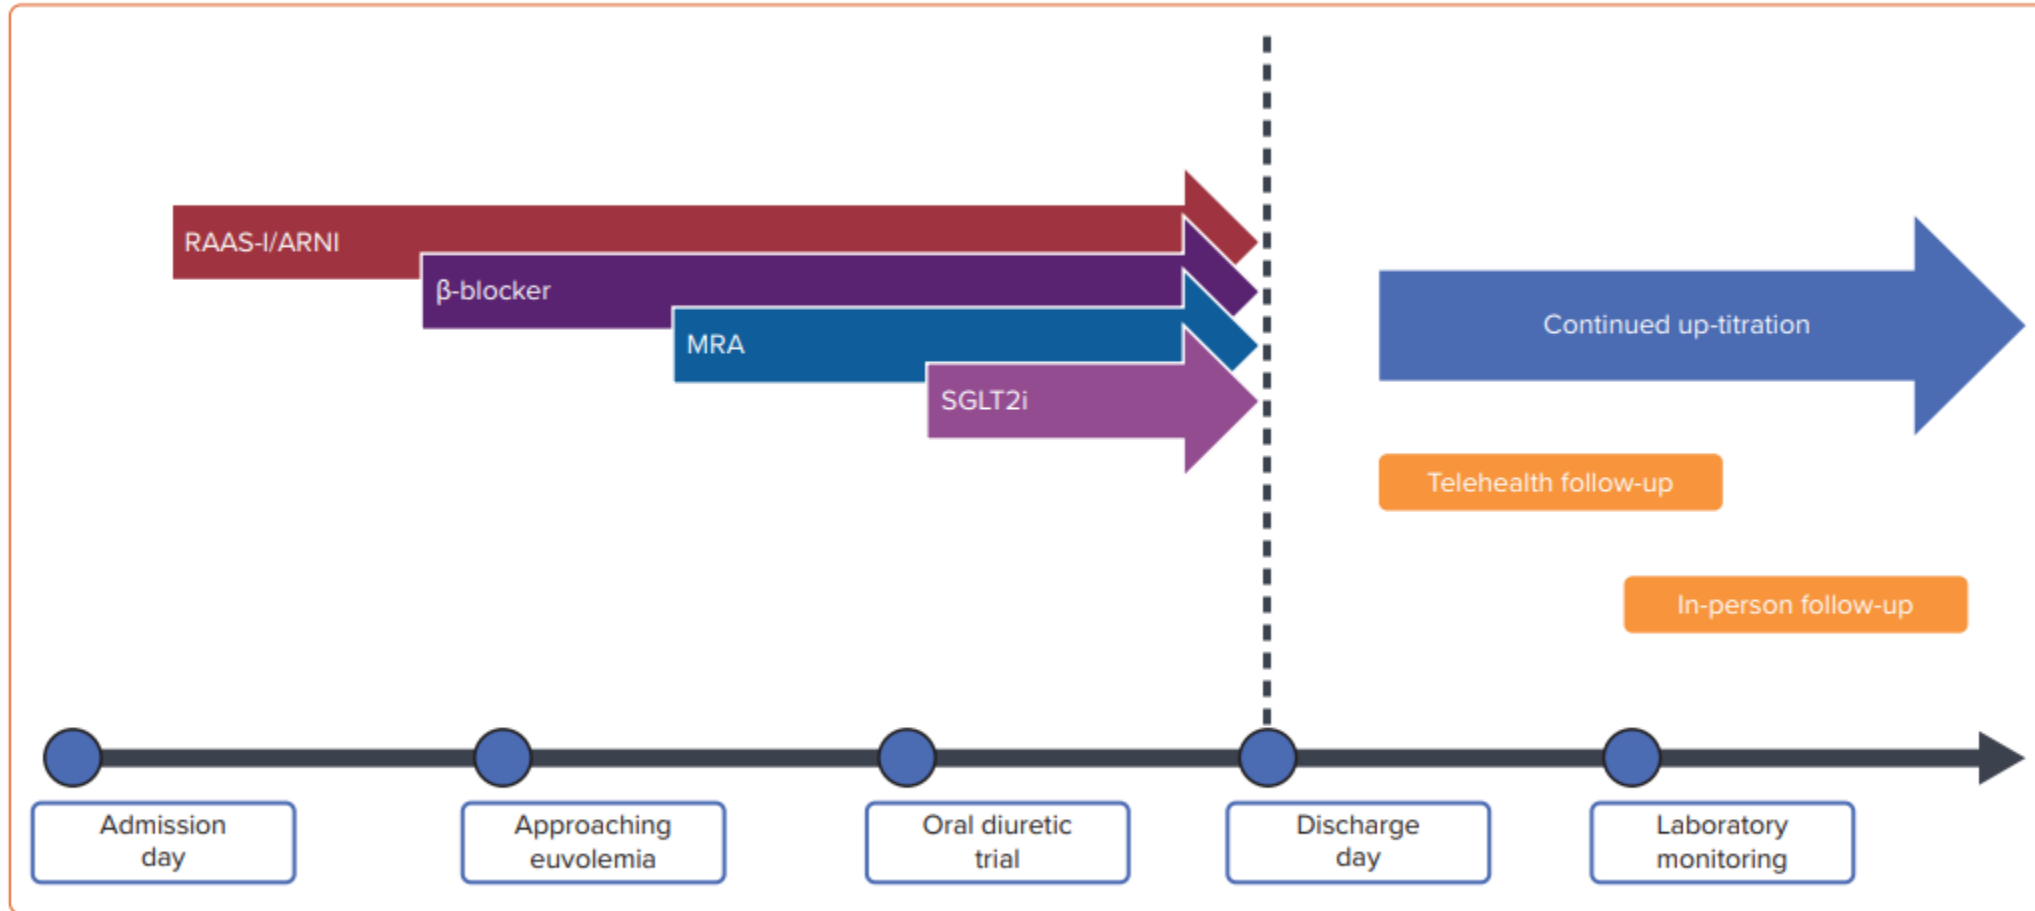 RAAS-I/ARNI
β-blocker
MRA
SGLT2i
Continued up-titration
Telehealth follow-up
In-person follow-up
Admission
day
Approaching
euvolemia
Oral diuretic
trial
Discharge
day
Laboratory
monitoring